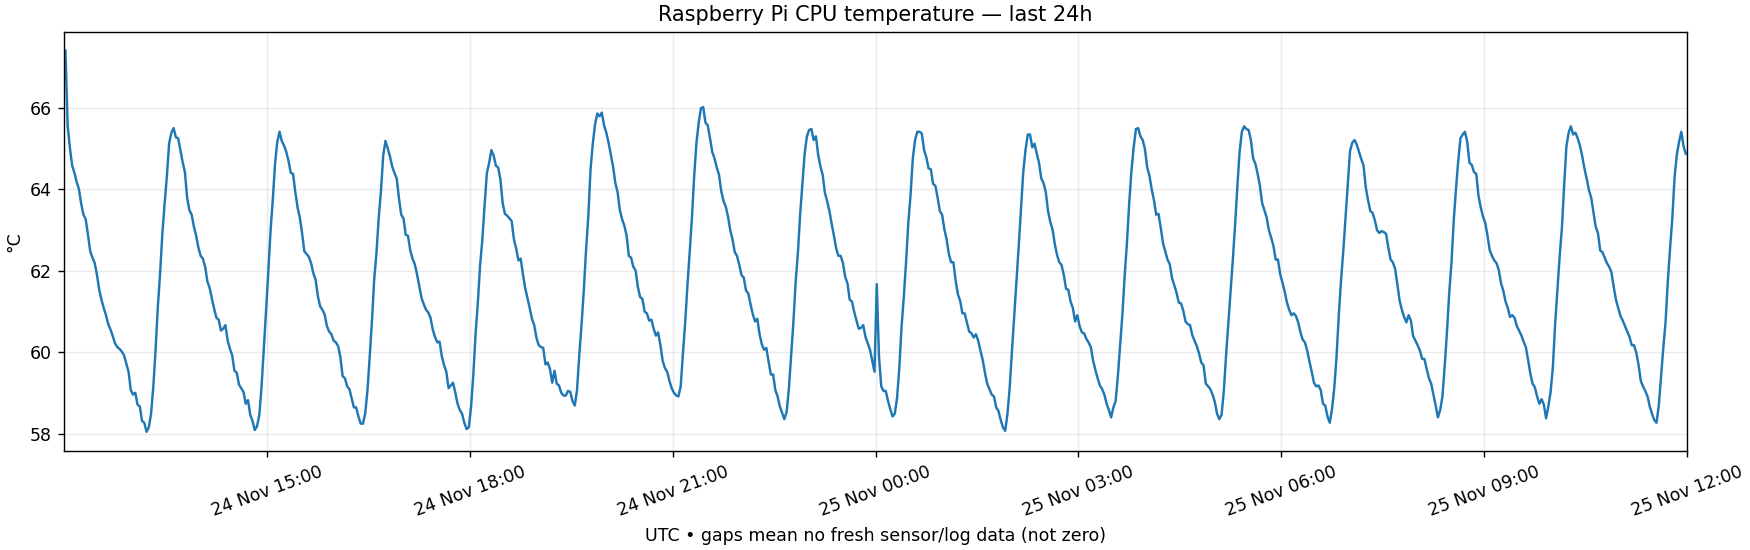 Raspberry Pi CPU temperature — last 24h
°C
66
64
62
60
58
24 Nov 15:00
24 Nov 18:00
24 Nov 21:00
25 Nov 00:00
25 Nov 03:00
25 Nov 06:00
25 Nov 09:00
25 Nov 12:00
UTC • gaps mean no fresh sensor/log data (not zero)